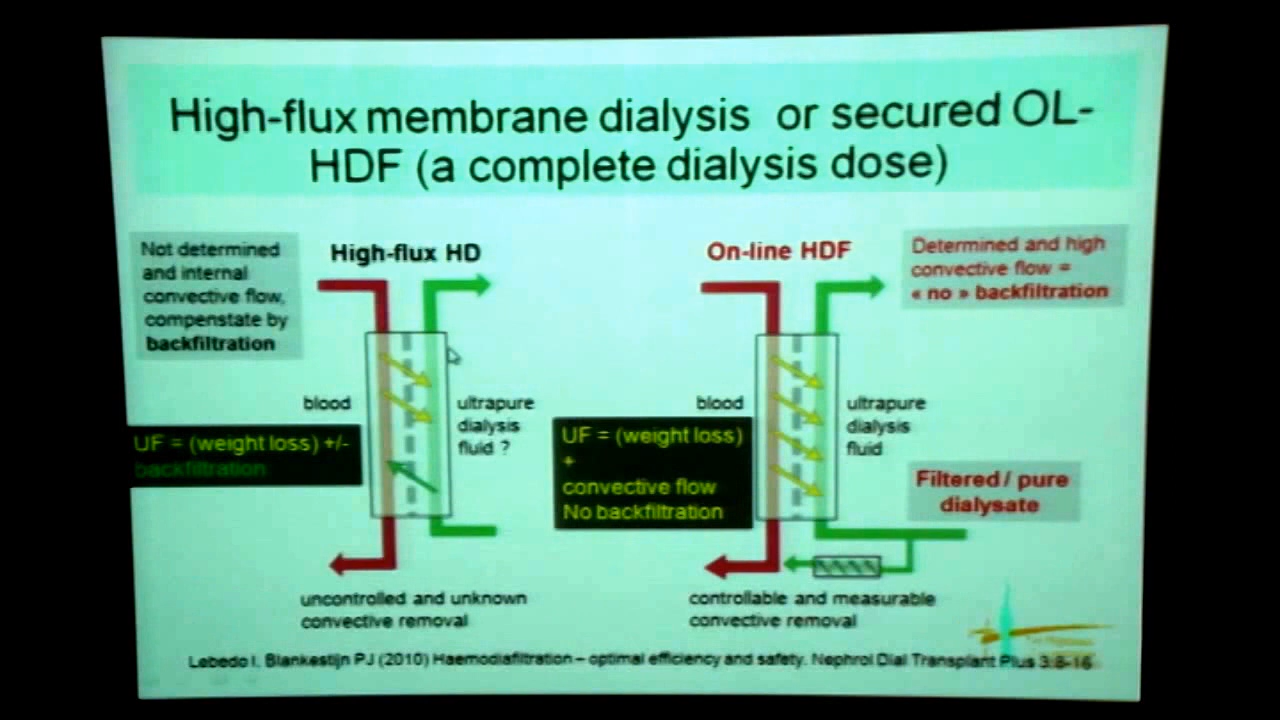 High-flux membrane dialysis or secured OL-
HDF (a complete dialysis dose)
Not determined
and internal
convective flow,
compenstate by
backfiltration
High-flux HD
On-line HDF
Determined and high
convective flow =
« no » backfiltration
blood
ultrapure
dialysis
fluid ?
UF = (weight loss) +/-
backfiltration
blood
ultrapure
dialysis
fluid
UF = (weight loss)
+
convective flow
No backfiltration
Filtered / pure
dialysate
uncontrolled and unknown
convective removal
controllable and measurable
convective removal
Lebedo I, Blankestijn PJ (2010) Haemodiafiltration – optimal efficiency and safety. Nephrol Dial Transplant Plus 3:8-16